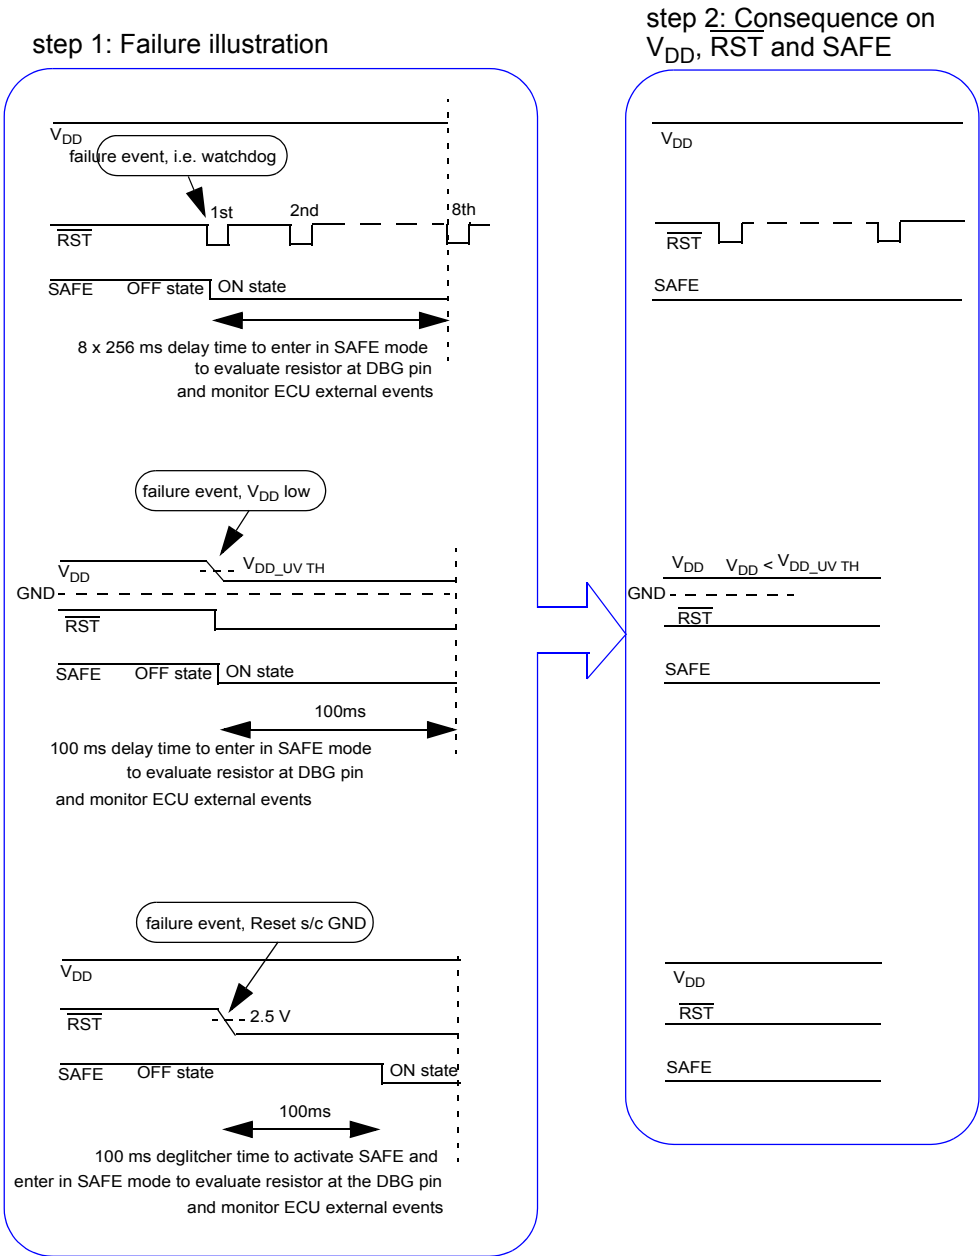 step 1: Failure illustration
step 2: Consequence on
VDD, RST and SAFE
VDD
failure event, i.e. watchdog
1st
2nd
8th
RST
SAFE
OFF state
ON state
8 x 256 ms delay time to enter in SAFE mode
to evaluate resistor at DBG pin
and monitor ECU external events
failure event, VDD low
VDD
VDD_UV TH
GND
RST
SAFE
OFF state
ON state
100ms
100 ms delay time to enter in SAFE mode
to evaluate resistor at DBG pin
and monitor ECU external events
failure event, Reset s/c GND
VDD
RST
2.5 V
SAFE
OFF state
ON state
100ms
100 ms deglitcher time to activate SAFE and
enter in SAFE mode to evaluate resistor at the DBG pin
and monitor ECU external events
VDD
RST
SAFE
VDD
VDD < VDD_UV TH
GND
RST
SAFE
VDD
RST
SAFE